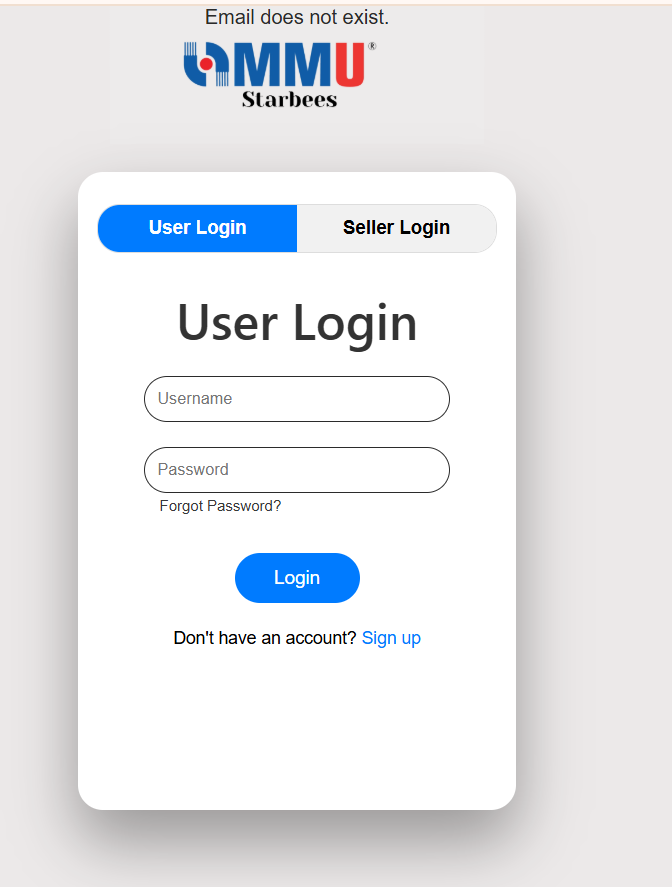 Email does not exist.
MMU®
Starbees
User Login
Seller Login
User Login
Username
Password
Forgot Password?
Login
Don't have an account? Sign up